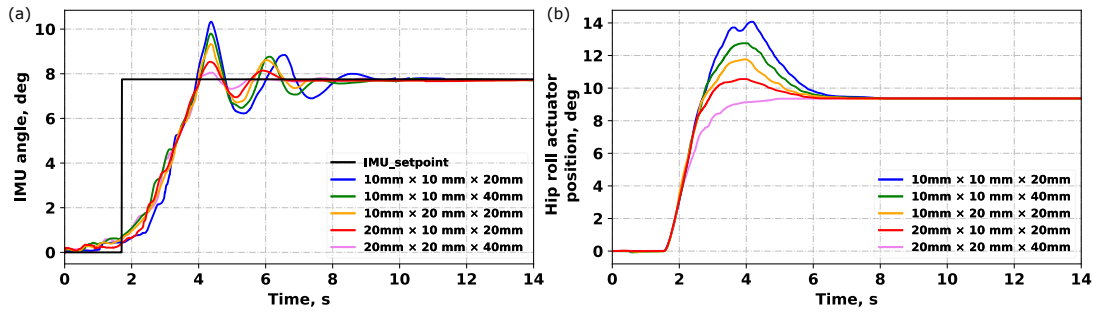 (a)
IMU angle, deg
10
8
6
4
2
0
IMU_setpoint
10mm × 10 mm × 20mm
10mm × 10 mm × 40mm
10mm × 20 mm × 20mm
20mm × 10 mm × 20mm
20mm × 20 mm × 40mm
0 2 4 6 8 10 12 14
Time, s
(b)
Hip roll actuator
position, deg
14
12
10
8
6
4
2
0
10mm × 10 mm × 20mm
10mm × 10 mm × 40mm
10mm × 20 mm × 20mm
20mm × 10 mm × 20mm
20mm × 20 mm × 40mm
0 2 4 6 8 10 12 14
Time, s